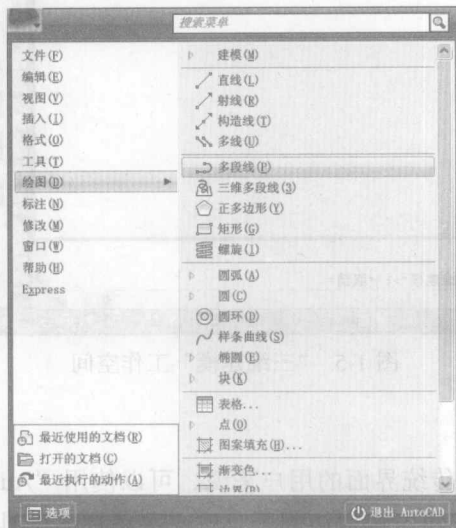 搜索菜单
文件(F)
编辑(E)
视图(V)
插入(I)
格式(O)
工具(T)
绘图(D)
标注(N)
修改(M)
窗口(W)
帮助(H)
Express
建模(M)
直线(L)
射线(R)
构造线(T)
多线(U)
多段线(P)
三维多段线(3)
正多边形(Y)
矩形(G)
螺旋(I)
圆弧(A)
圆(C)
圆环(D)
样条曲线(S)
椭圆(E)
块(K)
表格...
点(O)
图案填充(H)...
渐变色...
边界(B)
最近使用的文档(R)
打开的文档(C)
最近执行的动作(A)
选项
退出 AutoCAD